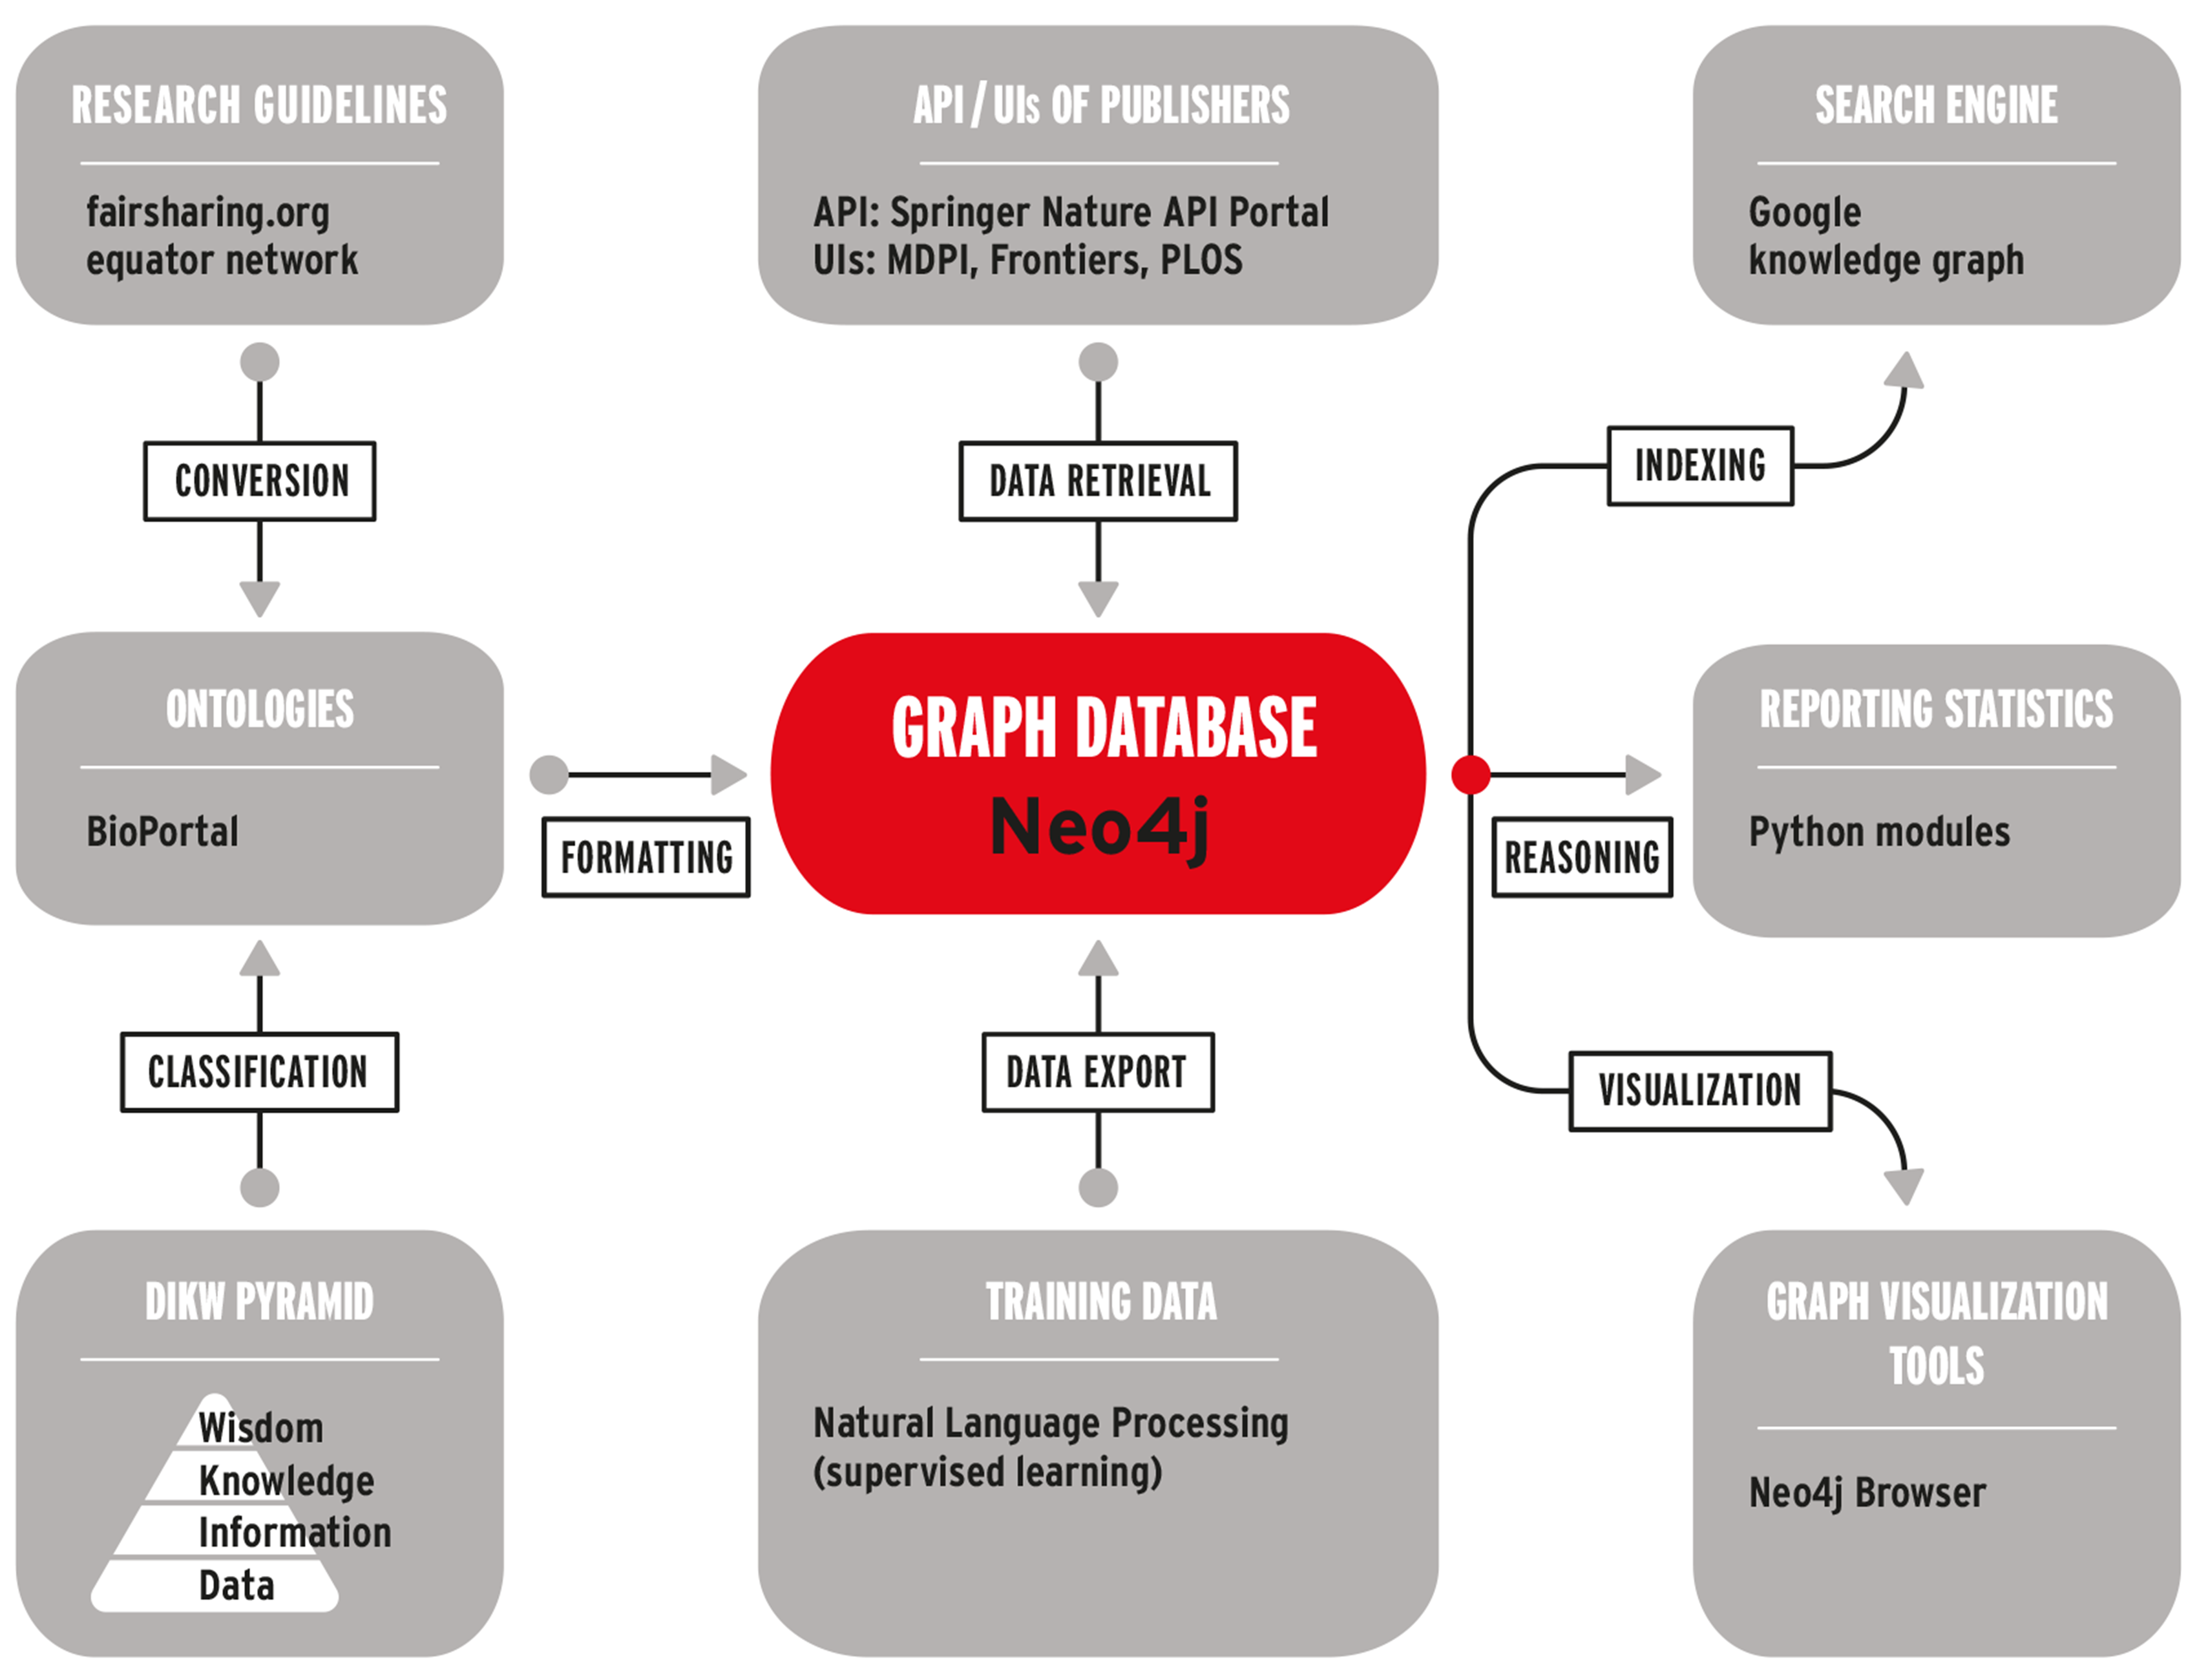 RESEARCH GUIDELINES
fairsharing.org
equator network
API / UIs OF PUBLISHERS
API: Springer Nature API Portal
UIs: MDPI, Frontiers, PLOS
SEARCH ENGINE
Google
knowledge graph
CONVERSION
DATA RETRIEVAL
INDEXING
ONTOLOGIES
BioPortal
FORMATTING
GRAPH DATABASE
Neo4j
REASONING
REPORTING STATISTICS
Python modules
CLASSIFICATION
DATA EXPORT
VISUALIZATION
DIKW PYRAMID
Wisdom
Knowledge
Information
Data
TRAINING DATA
Natural Language Processing
(supervised learning)
GRAPH VISUALIZATION
TOOLS
Neo4j Browser